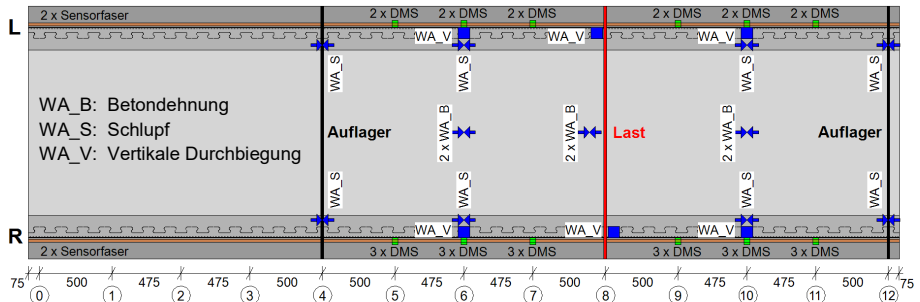 2 x Sensorfaser
2 x DMS 2 x DMS 2 x DMS 2 x DMS 2 x DMS 2 x DMS
L
WA_V WA_V WA_V
WA_S WA_S WA_S WA_S
WA_B: Betondehnung
WA_S: Schlupf
WA_V: Vertikale Durchbiegung
Auflager
2 x WA_B 2 x WA_B
Last
2 x WA_B
Auflager
WA_S WA_S WA_S WA_S
WA_V WA_V WA_V
R
2 x Sensorfaser
3 x DMS 3 x DMS 3 x DMS 3 x DMS 3 x DMS 3 x DMS
75 500 475 475 500 475 475 500 500 475 475 500 75
0 1 2 3 4 5 6 7 8 9 10 11 12